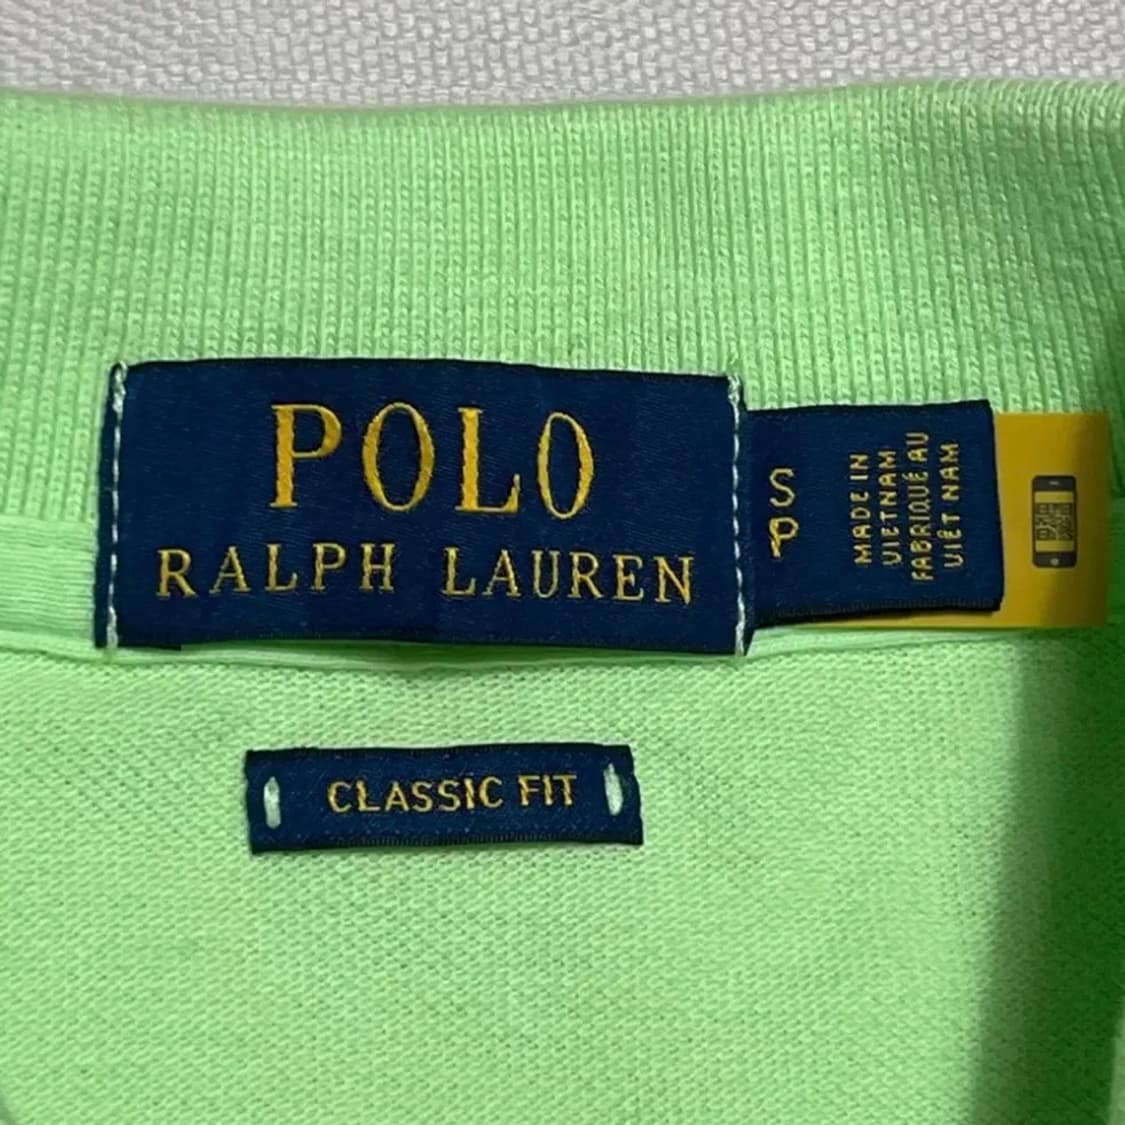 POLO
RALPH LAUREN
S
P
MADE IN
VIETNAM
FABRIQUÉ AU
VIÊT NAM
CLASSIC FIT